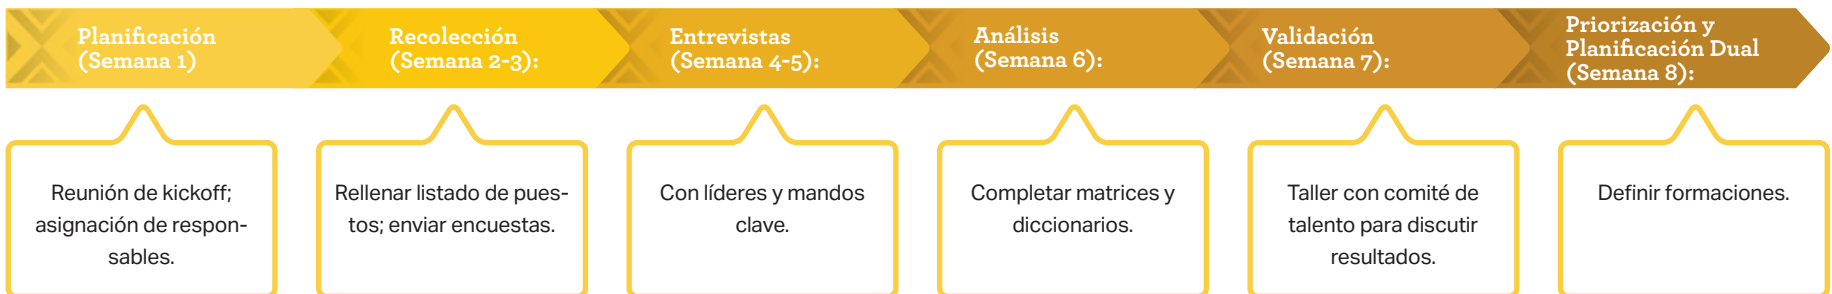 Planificación
(Semana 1)
Recolección
(Semana 2-3):
Entrevistas
(Semana 4-5):
Análisis
(Semana 6):
Validación
(Semana 7):
Priorización y
Planificación Dual
(Semana 8):
Reunión de kickoff;
asignación de respon-
sables.
Rellenar listado de pues-
tos; enviar encuestas.
Con líderes y mandos
clave.
Completar matrices y
diccionarios.
Taller con comité de
talento para discutir
resultados.
Definir formaciones.